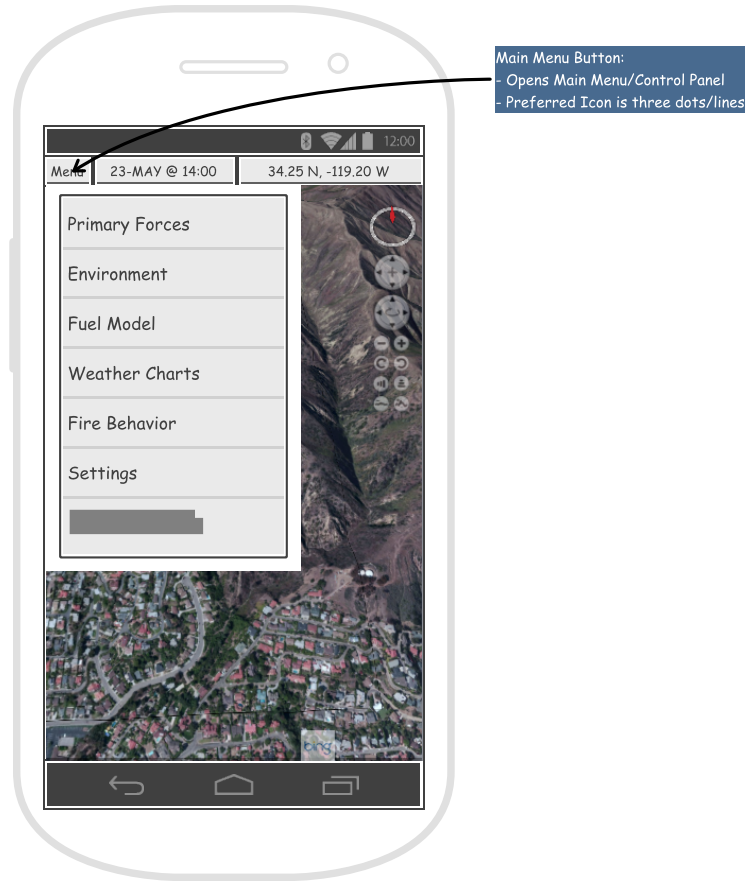 Main Menu Button:
- Opens Main Menu/Control Panel
- Preferred Icon is three dots/lines
12:00
Menu
23-MAY @ 14:00
34.25 N, -119.20 W
Primary Forces
Environment
Fuel Model
Weather Charts
Fire Behavior
Settings
bing